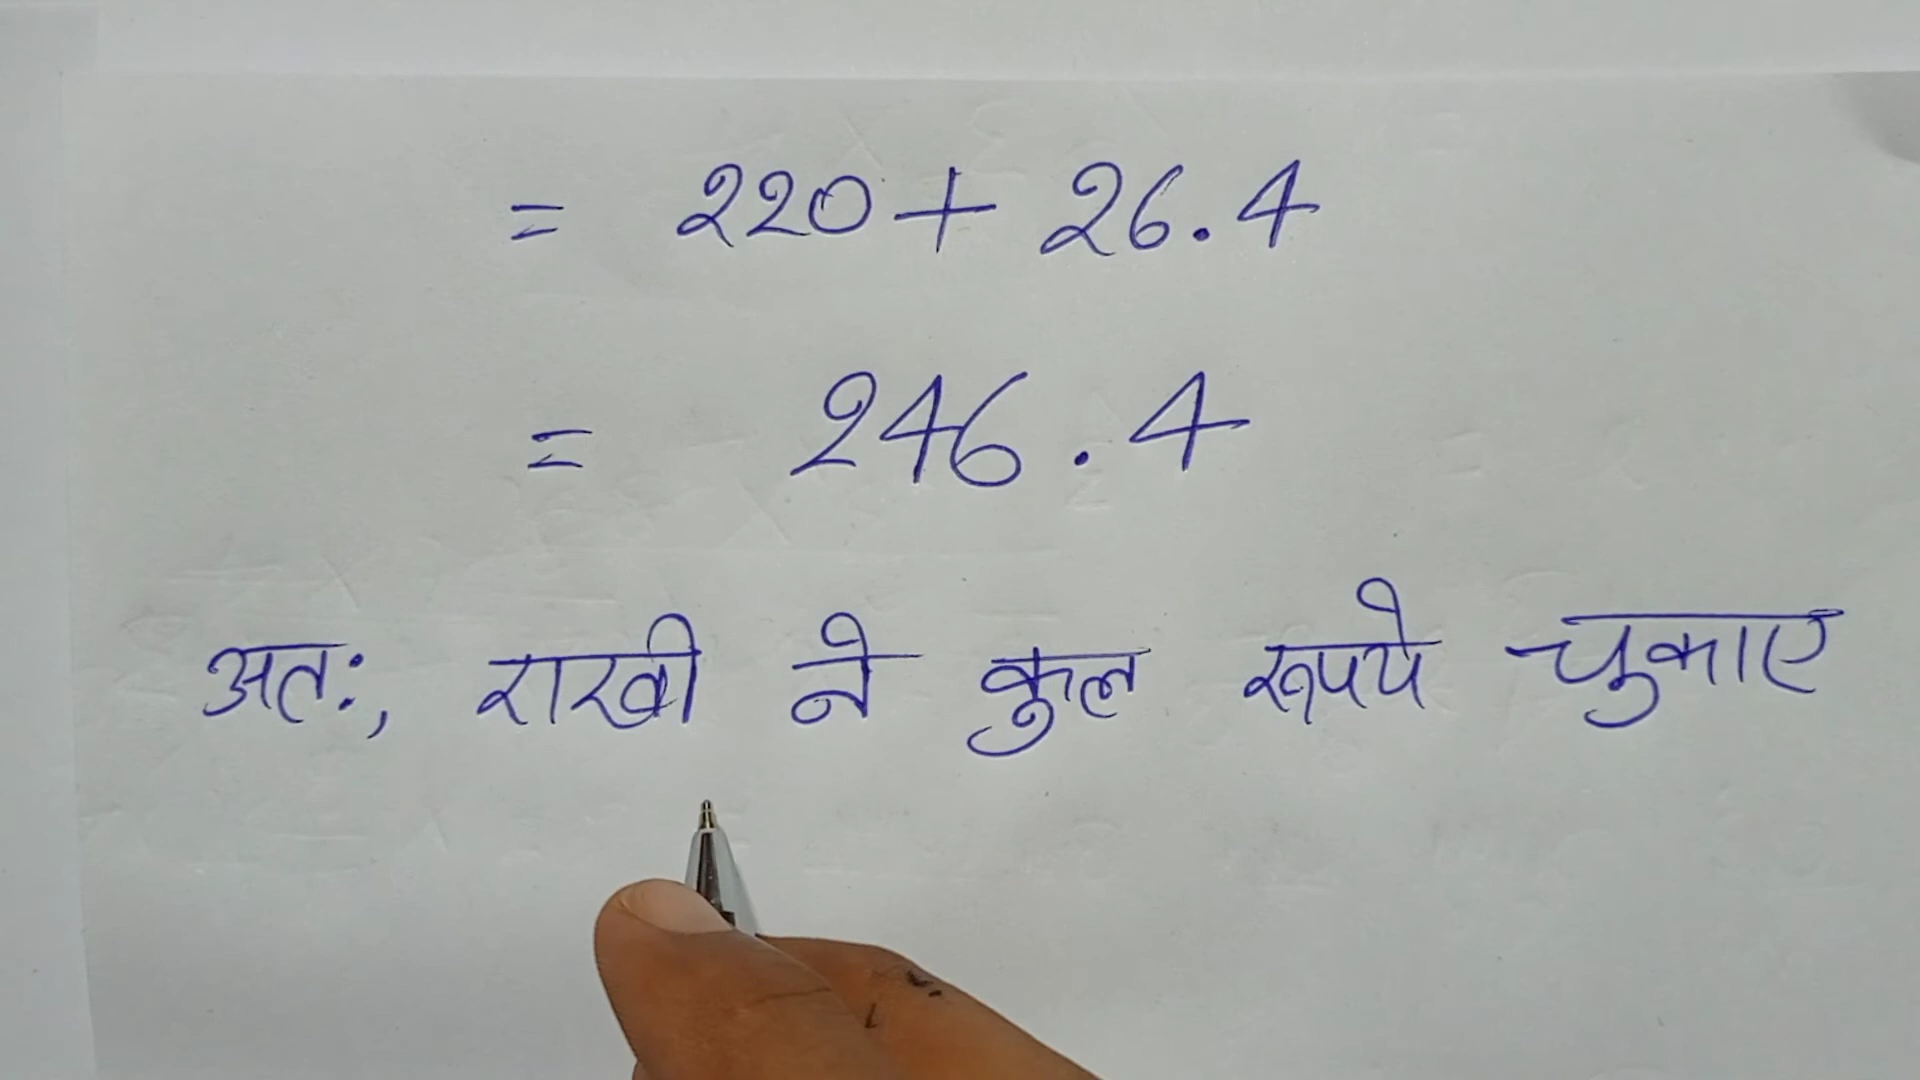 = 220 + 26.4
= 246.4
अतः, राखी ने कुल रूपये चुकाए